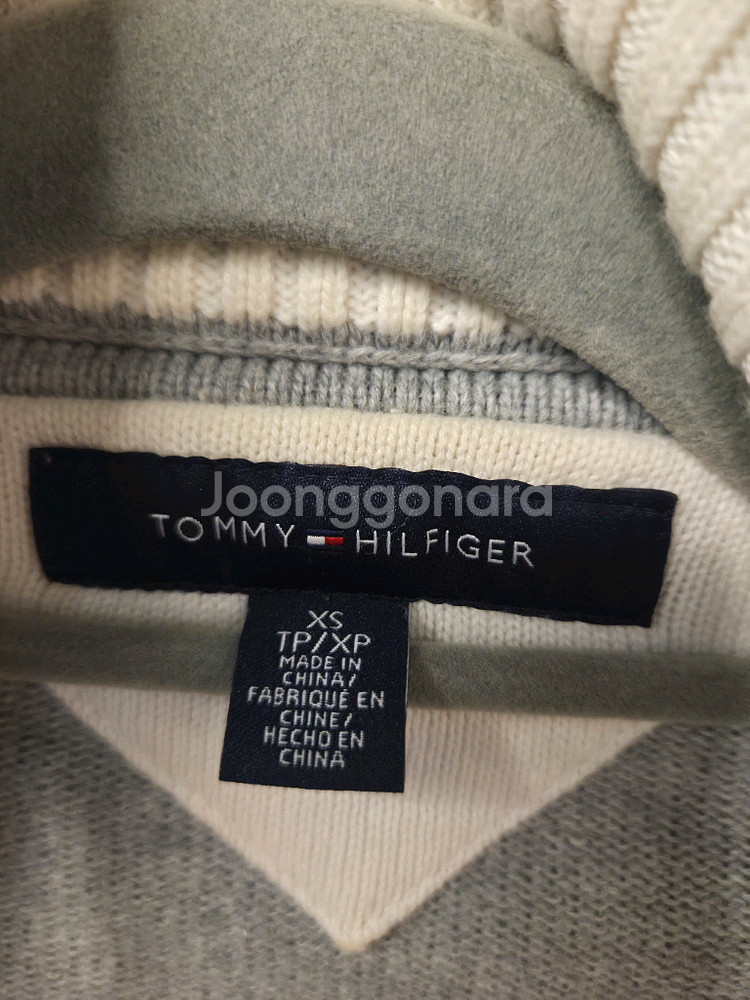 Joonggonara
TOMMY HILFIGER
XS
TP/XP
MADE IN
CHINA/
FABRIQUÉ EN
CHINE/
HECHO EN
CHINA